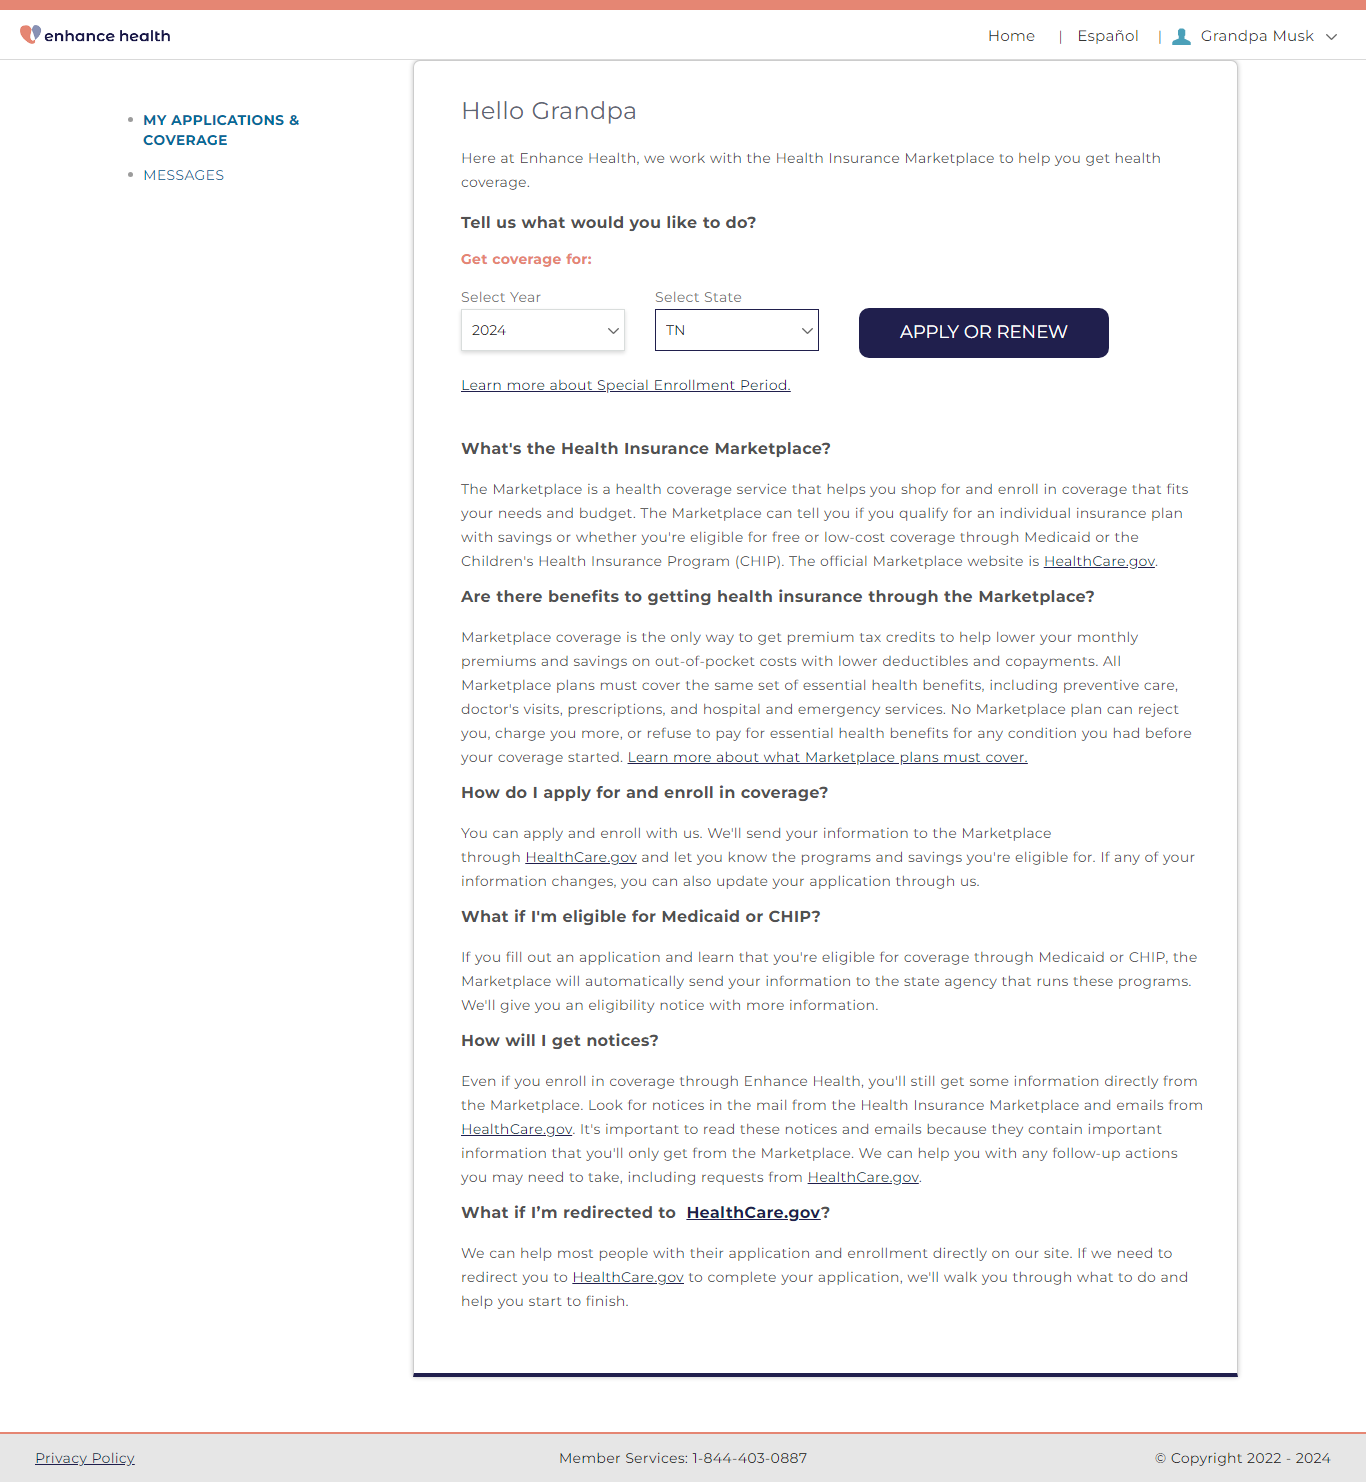 enhance health
Home | Español | Grandpa Musk
MY APPLICATIONS &
COVERAGE
MESSAGES
Hello Grandpa
Here at Enhance Health, we work with the Health Insurance Marketplace to help you get health
coverage.
Tell us what would you like to do?
Get coverage for:
Select Year
Select State
2024
TN
APPLY OR RENEW
Learn more about Special Enrollment Period.
What's the Health Insurance Marketplace?
The Marketplace is a health coverage service that helps you shop for and enroll in coverage that fits
your needs and budget. The Marketplace can tell you if you qualify for an individual insurance plan
with savings or whether you're eligible for free or low-cost coverage through Medicaid or the
Children's Health Insurance Program (CHIP). The official Marketplace website is HealthCare.gov.
Are there benefits to getting health insurance through the Marketplace?
Marketplace coverage is the only way to get premium tax credits to help lower your monthly
premiums and savings on out-of-pocket costs with lower deductibles and copayments. All
Marketplace plans must cover the same set of essential health benefits, including preventive care,
doctor's visits, prescriptions, and hospital and emergency services. No Marketplace plan can reject
you, charge you more, or refuse to pay for essential health benefits for any condition you had before
your coverage started. Learn more about what Marketplace plans must cover.
How do I apply for and enroll in coverage?
You can apply and enroll with us. We'll send your information to the Marketplace
through HealthCare.gov and let you know the programs and savings you're eligible for. If any of your
information changes, you can also update your application through us.
What if I'm eligible for Medicaid or CHIP?
If you fill out an application and learn that you're eligible for coverage through Medicaid or CHIP, the
Marketplace will automatically send your information to the state agency that runs these programs.
We'll give you an eligibility notice with more information.
How will I get notices?
Even if you enroll in coverage through Enhance Health, you'll still get some information directly from
the Marketplace. Look for notices in the mail from the Health Insurance Marketplace and emails from
HealthCare.gov. It's important to read these notices and emails because they contain important
information that you'll only get from the Marketplace. We can help you with any follow-up actions
you may need to take, including requests from HealthCare.gov.
What if I’m redirected to HealthCare.gov?
We can help most people with their application and enrollment directly on our site. If we need to
redirect you to HealthCare.gov to complete your application, we'll walk you through what to do and
help you start to finish.
Privacy Policy
Member Services: 1-844-403-0887
© Copyright 2022 - 2024